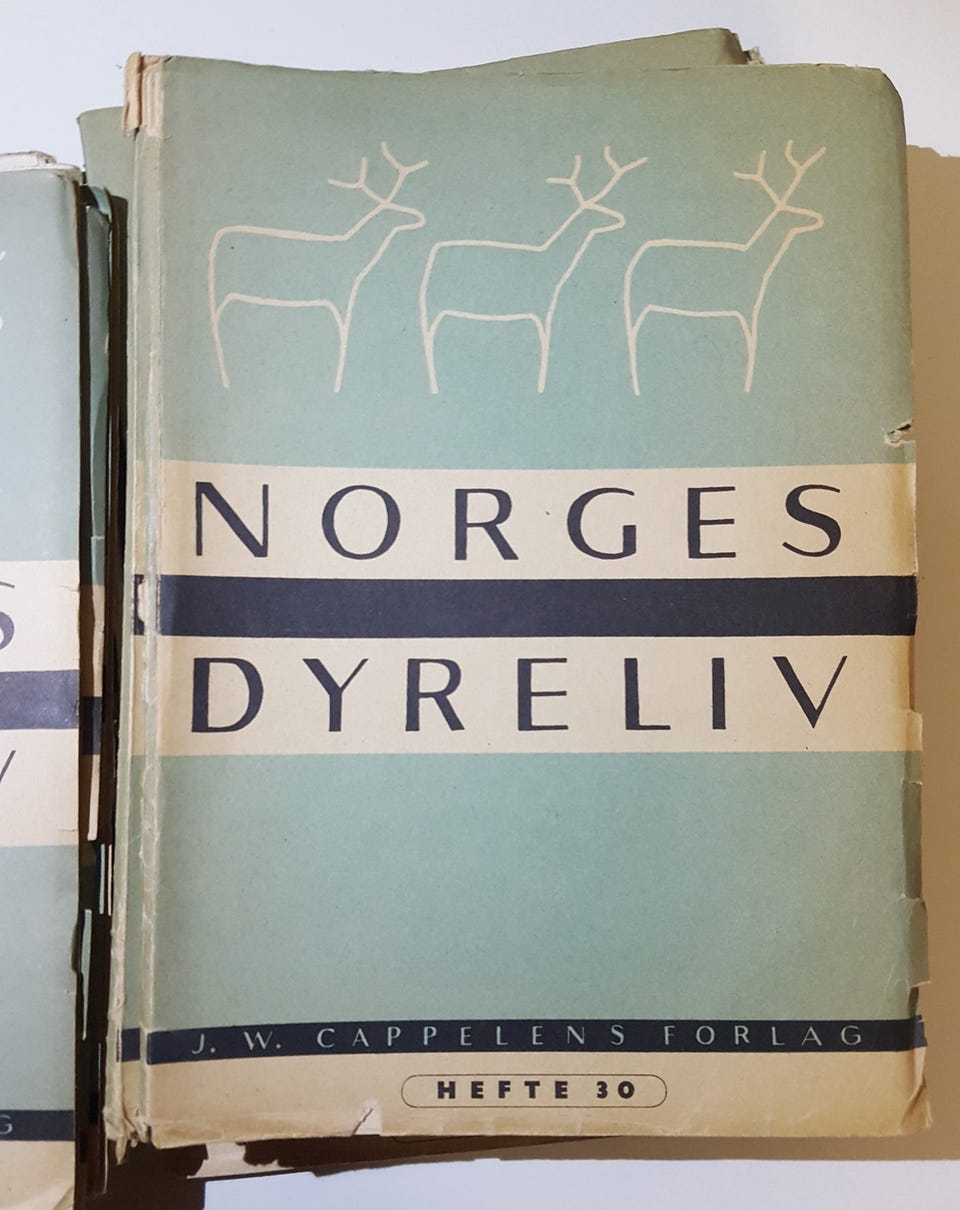 NORGES
DYRELIV
J. W. CAPPELENS FORLAG
HEFTE 30
S
V
G